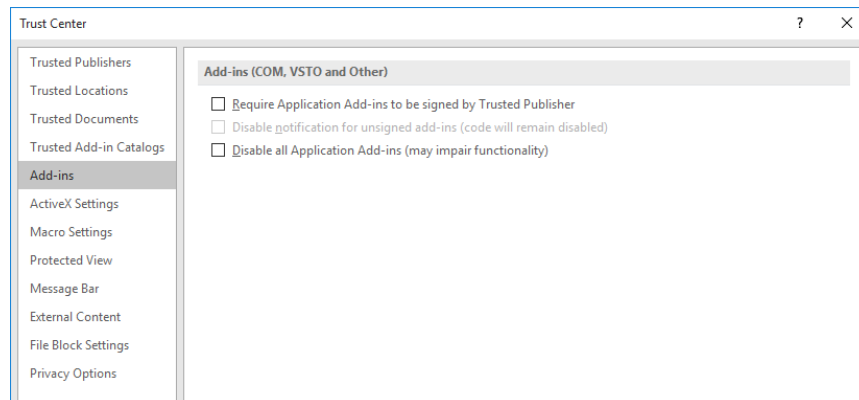 Trust Center
?
Trusted Publishers
Trusted Locations
Trusted Documents
Trusted Add-in Catalogs
Add-ins
ActiveX Settings
Macro Settings
Protected View
Message Bar
External Content
File Block Settings
Privacy Options
Add-ins (COM, VSTO and Other)
Require Application Add-ins to be signed by Trusted Publisher
Disable notification for unsigned add-ins (code will remain disabled)
Disable all Application Add-ins (may impair functionality)